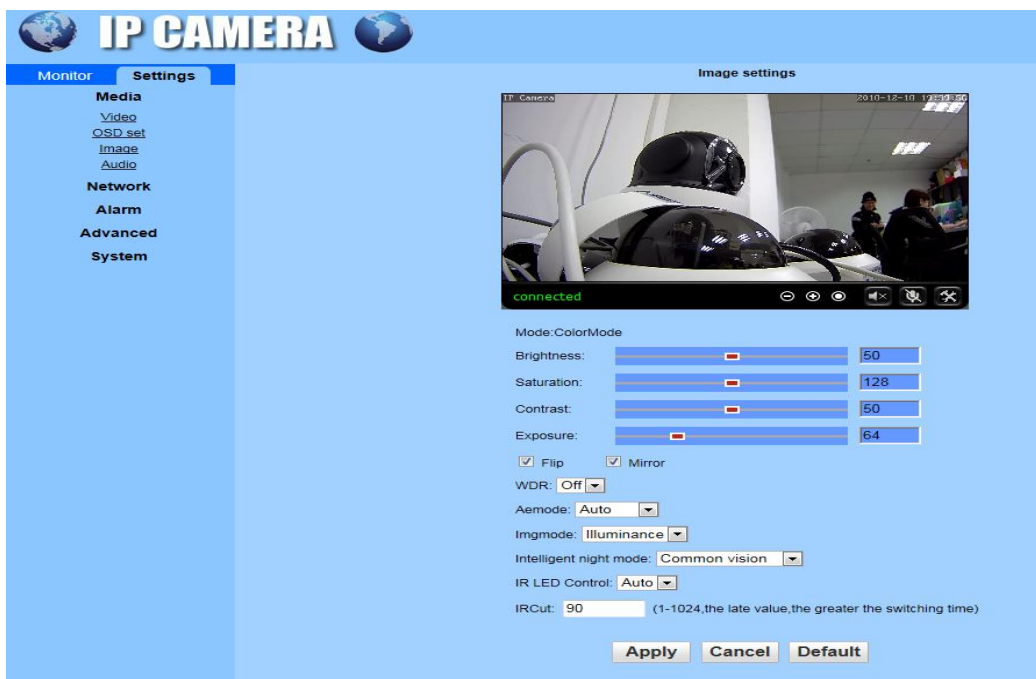 IP CAMERA
Monitor Settings
Image settings
Media
Video
OSD set
Image
Audio
Network
Alarm
Advanced
System
IP Camera
connected
Mode:ColorMode
Brightness: 50
Saturation: 128
Contrast: 50
Exposure: 64
Flip Mirror
WDR: Off
Aemode: Auto
Imgmode: Illuminance
Intelligent night mode: Common vision
IR LED Control: Auto
IRCut: 90 (1-1024,the late value,the greater the switching time)
Apply Cancel Default